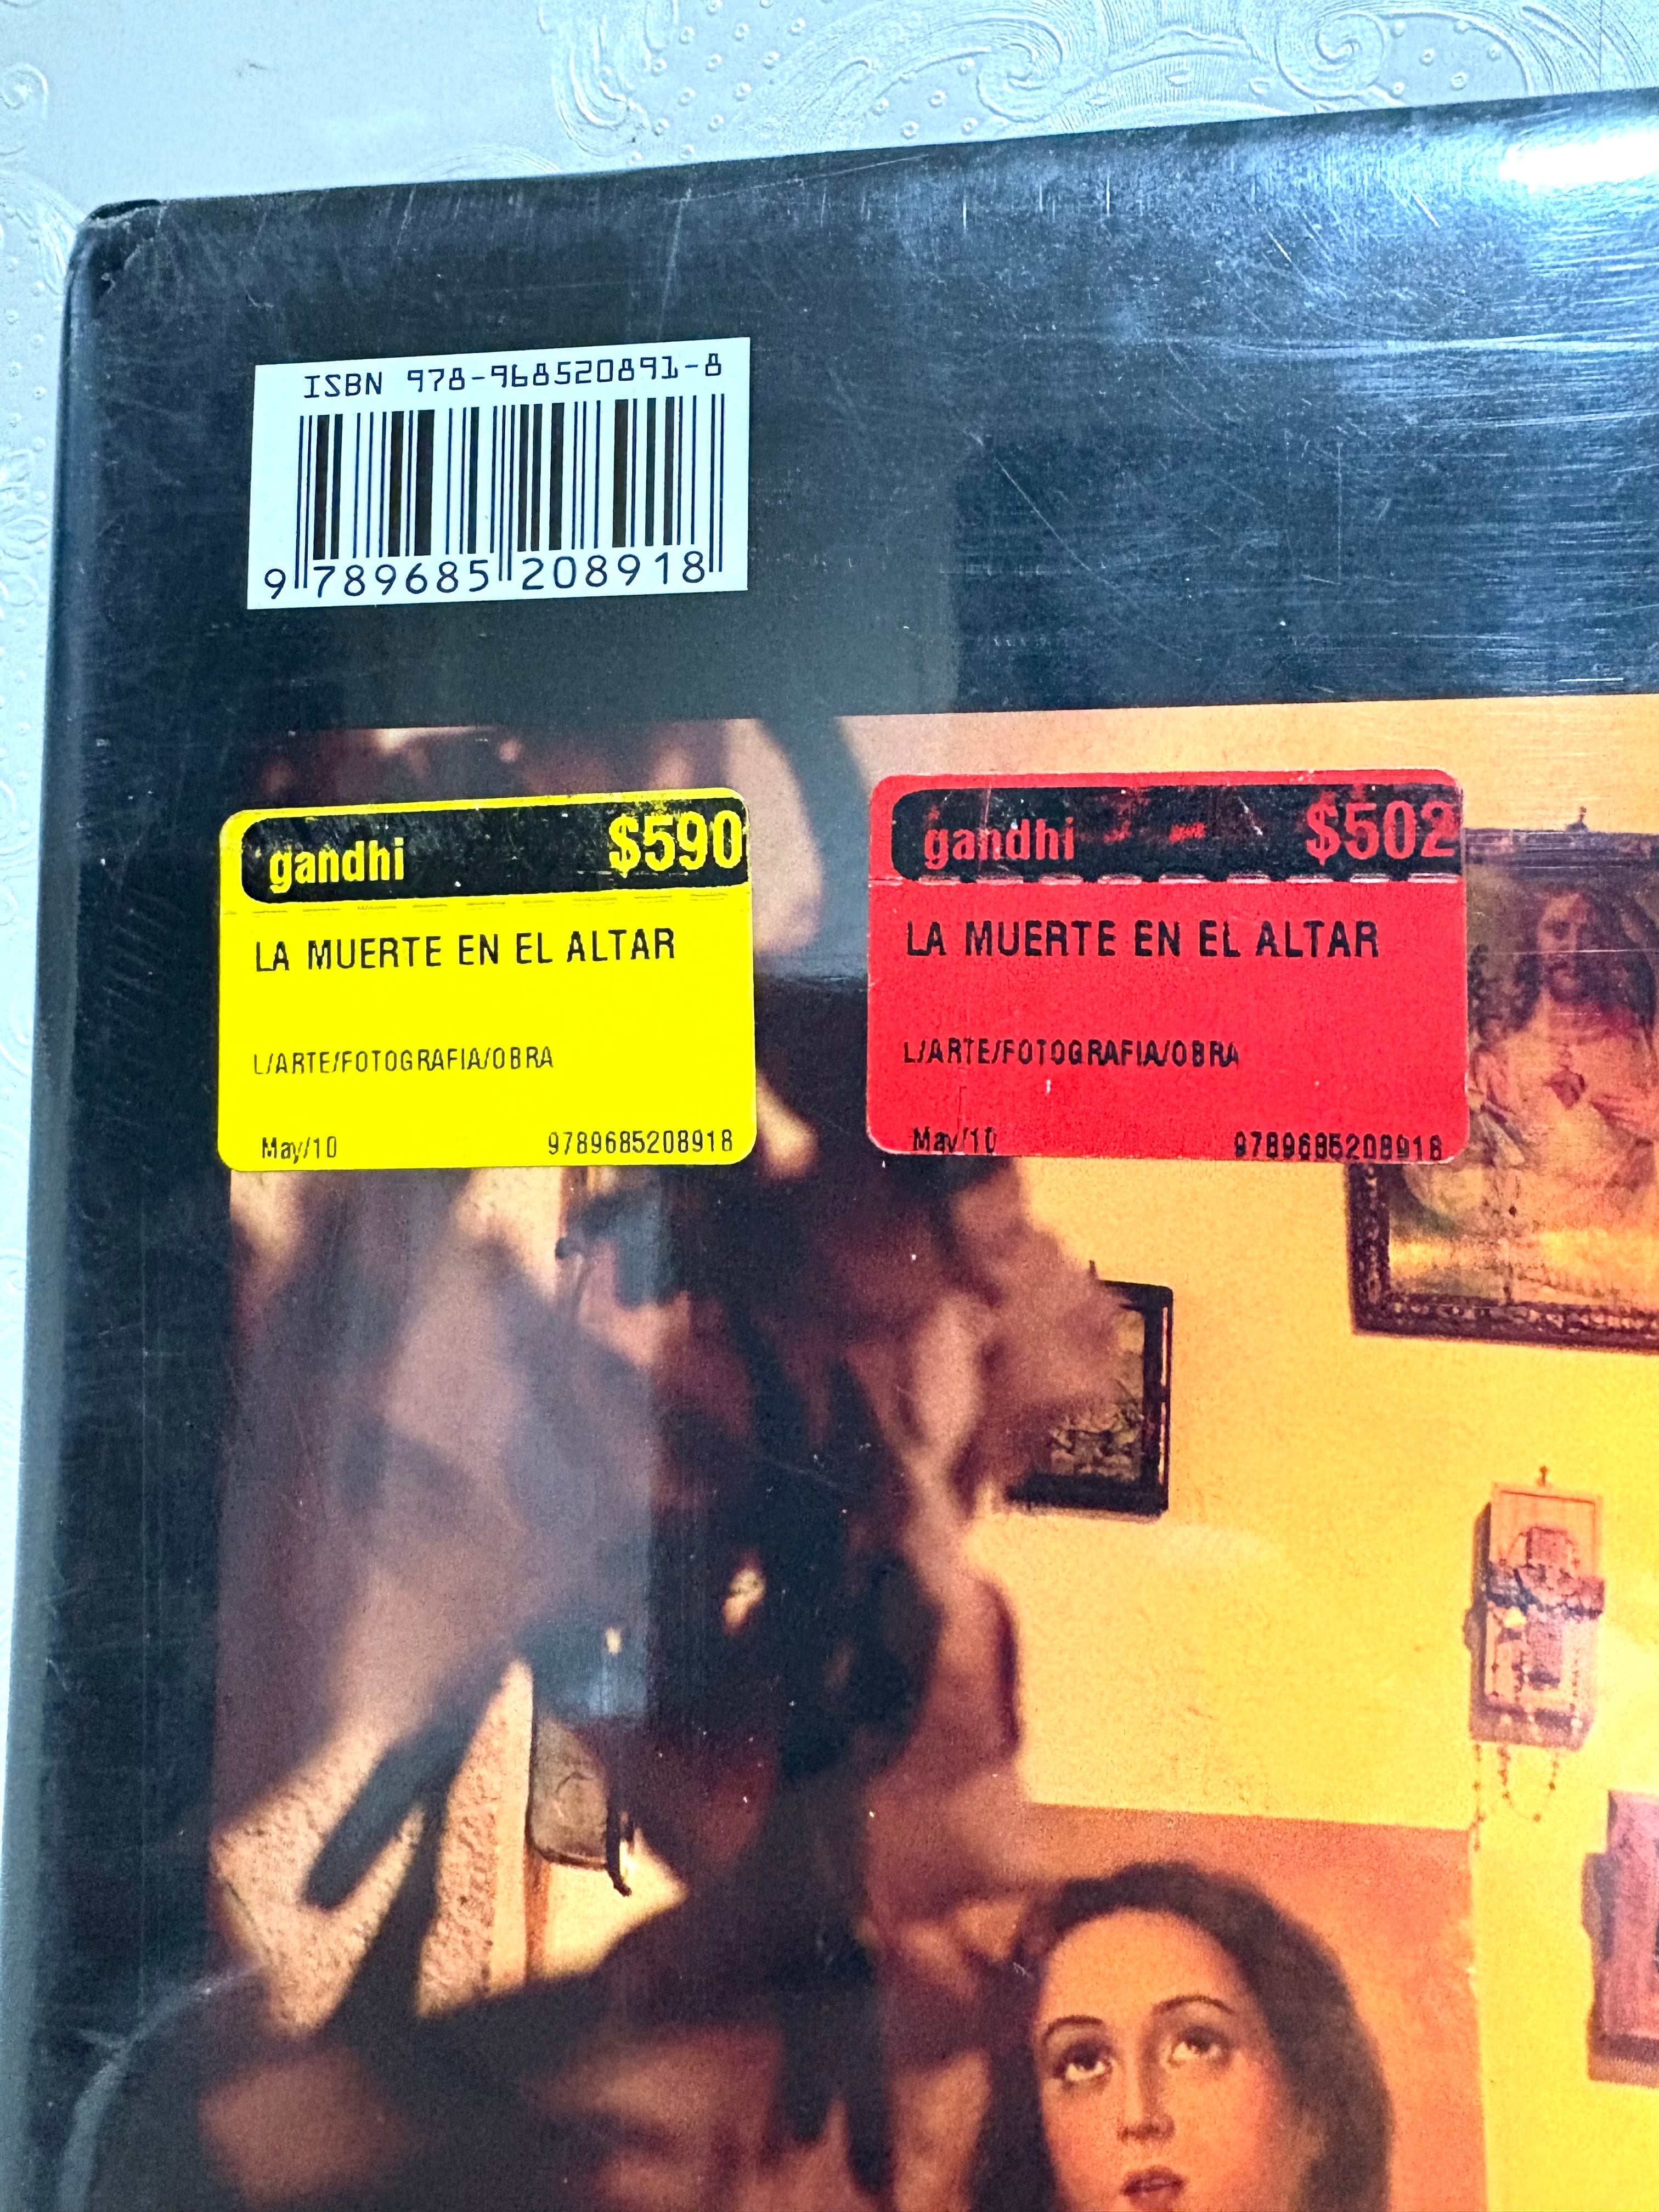 ISBN 978-968520891-8
9 789685 208918
gandhi $590
LA MUERTE EN EL ALTAR
L/ARTE/FOTOGRAFIA/OBRA
May/10 9789685208918
gandhi $502
LA MUERTE EN EL ALTAR
L/ARTE/FOTOGRAFIA/OBRA
May/10 9789685208918